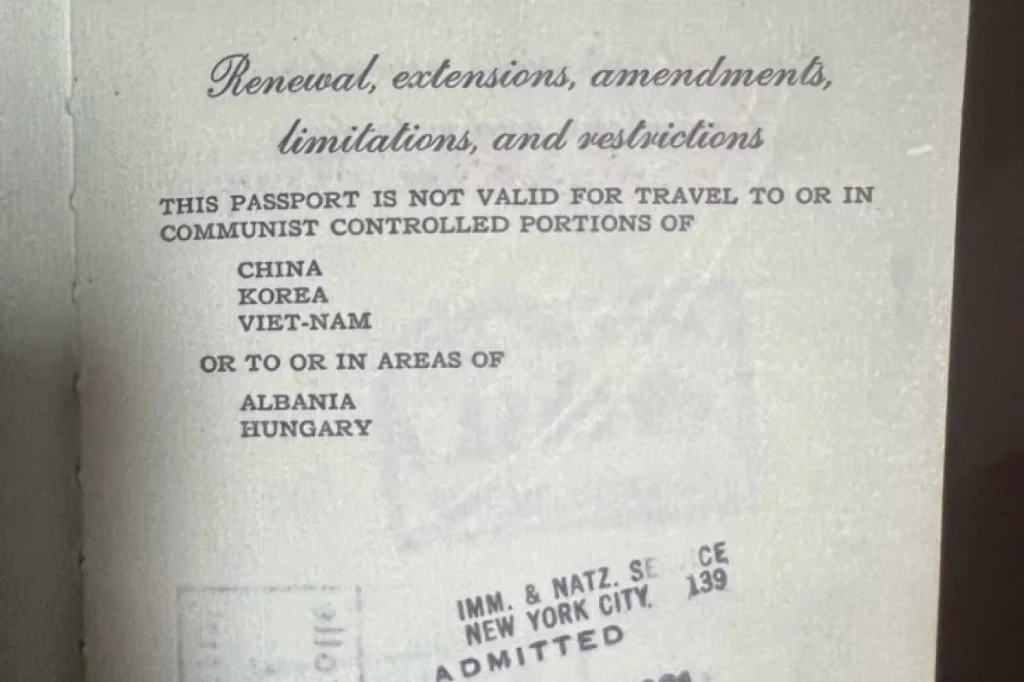 Renewal, extensions, amendments,
limitations, and restrictions
THIS PASSPORT IS NOT VALID FOR TRAVEL TO OR IN
COMMUNIST CONTROLLED PORTIONS OF
CHINA
KOREA
VIET-NAM
OR TO OR IN AREAS OF
ALBANIA
HUNGARY
IMM. & NATZ.
NEW YORK CITY. 139
ADMITTED